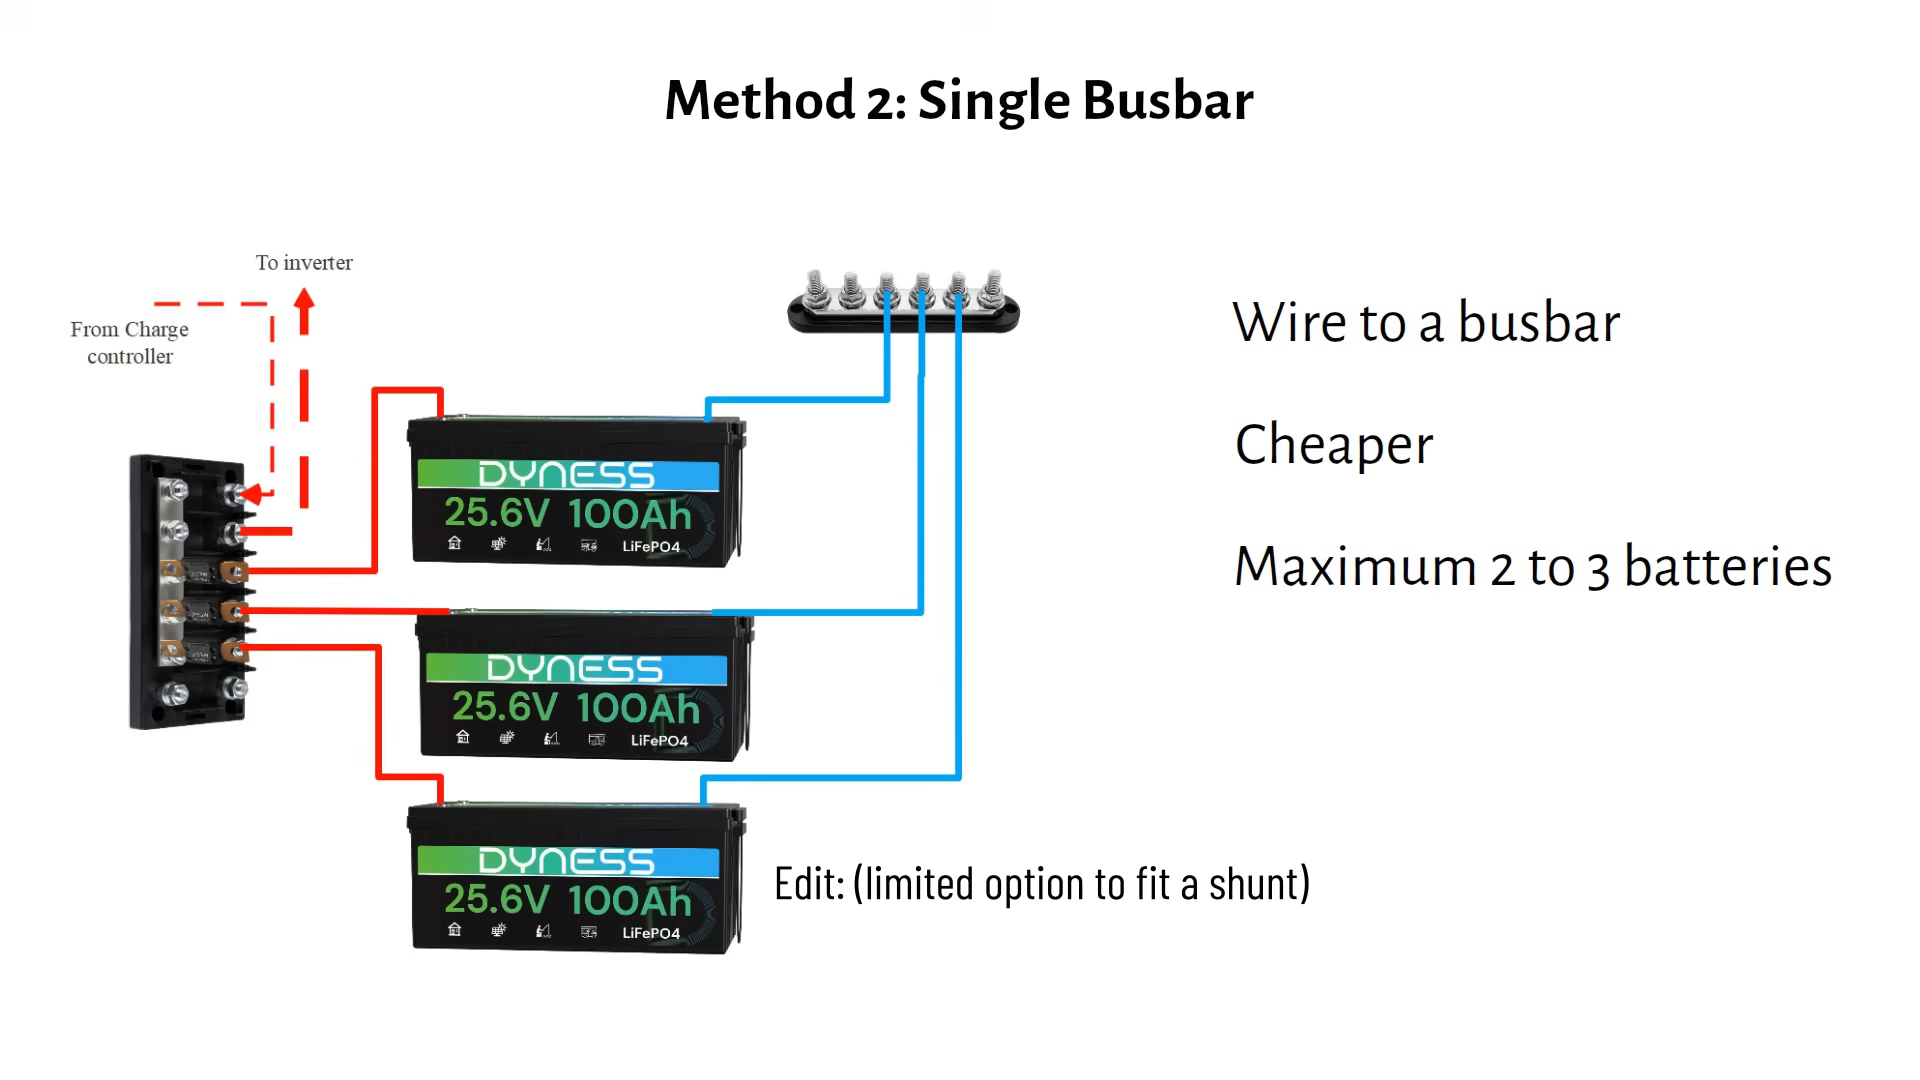 Method 2: Single Busbar
To inverter
From Charge
controller
Wire to a busbar
Cheaper
Maximum 2 to 3 batteries
DYNESS
25.6V 100Ah
LiFePO4
DYNESS
25.6V 100Ah
LiFePO4
DYNESS
25.6V 100Ah
LiFePO4
Edit: (limited option to fit a shunt)